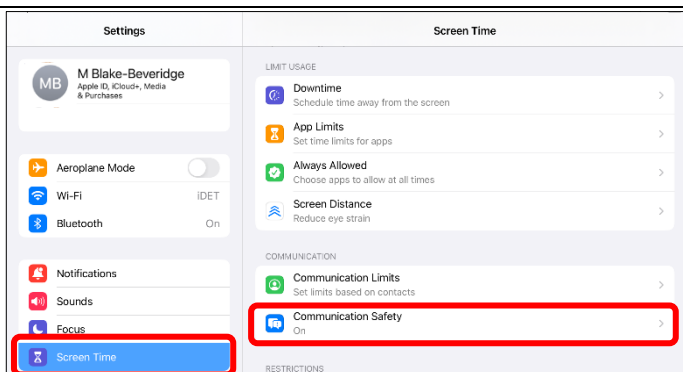 Settings
MB
M Blake-Beveridge
Apple ID, iCloud+, Media
& Purchases
Aeroplane Mode
Wi-Fi
iDET
Bluetooth
On
Notifications
Sounds
Focus
Screen Time
Screen Time
LIMIT USAGE
Downtime
Schedule time away from the screen
App Limits
Set time limits for apps
Always Allowed
Choose apps to allow at all times
Screen Distance
Reduce eye strain
COMMUNICATION
Communication Limits
Set limits based on contacts
Communication Safety
On
RESTRICTIONS